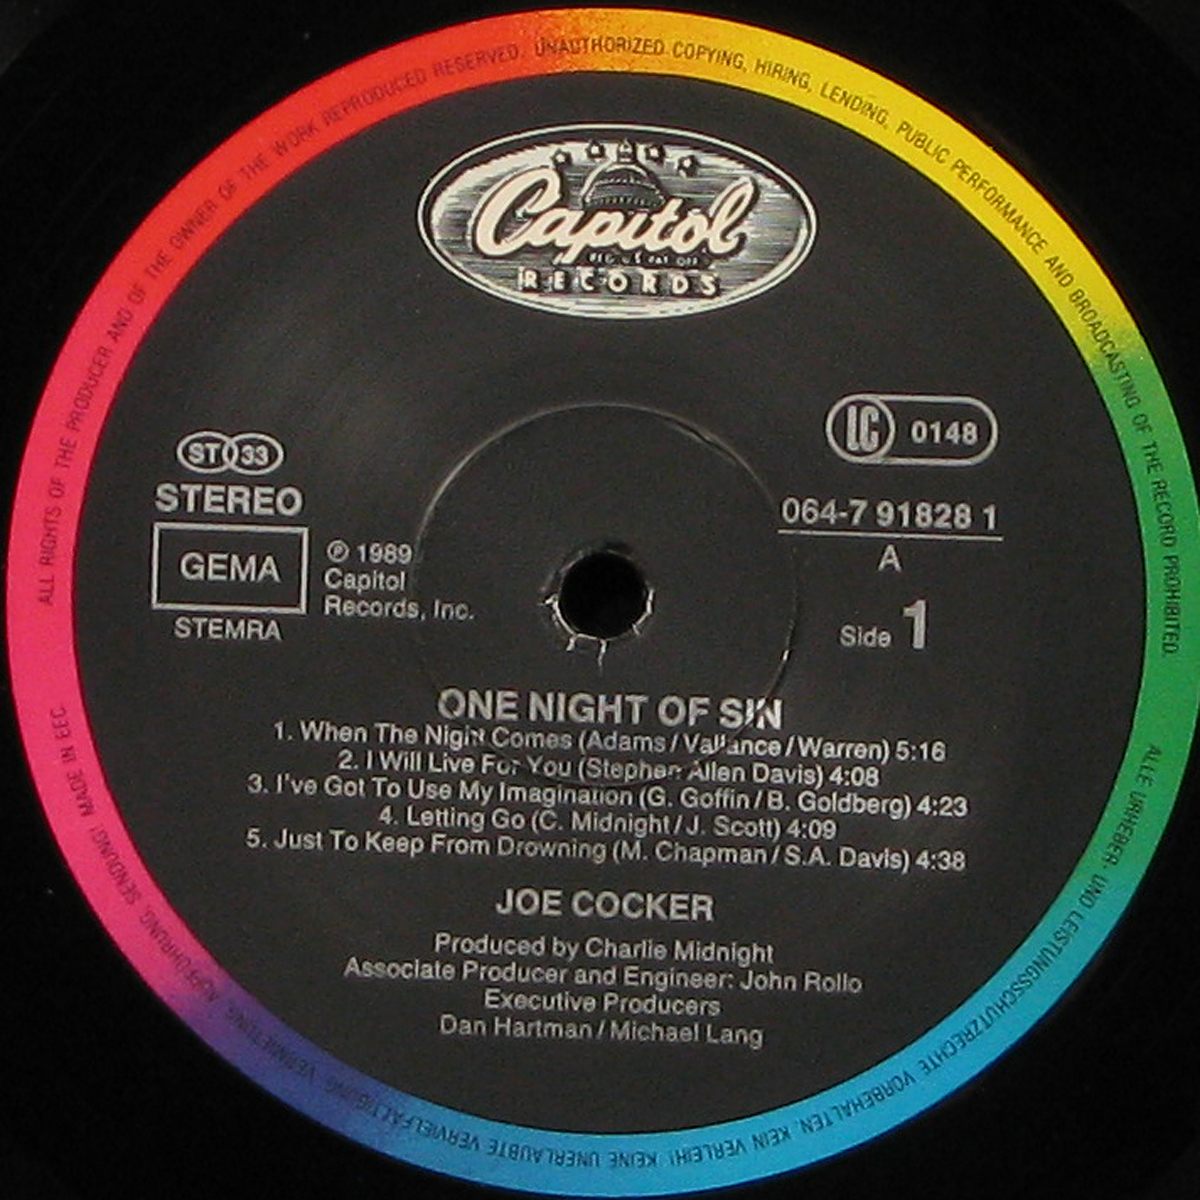 ALL RIGHTS OF THE PRODUCER AND OF THE OWNER OF THE WORK REPRODUCED RESERVED. UNAUTHORIZED COPYING, HIRING, LENDING, PUBLIC PERFORMANCE AND BROADCASTING OF THE RECORD PROHIBITED.
Capitol
REG. U.S. PAT. OFF.
RECORDS
LC 0148
ST 33
STEREO
GEMA
STEMRA
℗ 1989
Capitol
Records, Inc.
064-7 91828 1
A
Side 1
ONE NIGHT OF SIN
1. When The Night Comes (Adams / Vallance / Warren) 5:16
2. I Will Live For You (Stephen Allen Davis) 4:08
3. I've Got To Use My Imagination (G. Goffin / B. Goldberg) 4:23
4. Letting Go (C. Midnight / J. Scott) 4:09
5. Just To Keep From Drowning (M. Chapman / S.A. Davis) 4:38
JOE COCKER
Produced by Charlie Midnight
Associate Producer and Engineer: John Rollo
Executive Producers
Dan Hartman / Michael Lang
ALLE URHEBER- UND LEISTUNGSSCHUTZRECHTE VORBEHALTEN. KEIN VERLEIH! KEINE UNERLAUBTE VERVIELFÄLTIGUNG, VERMIETUNG, AUFFÜHRUNG, SENDUNG! MADE IN EEC